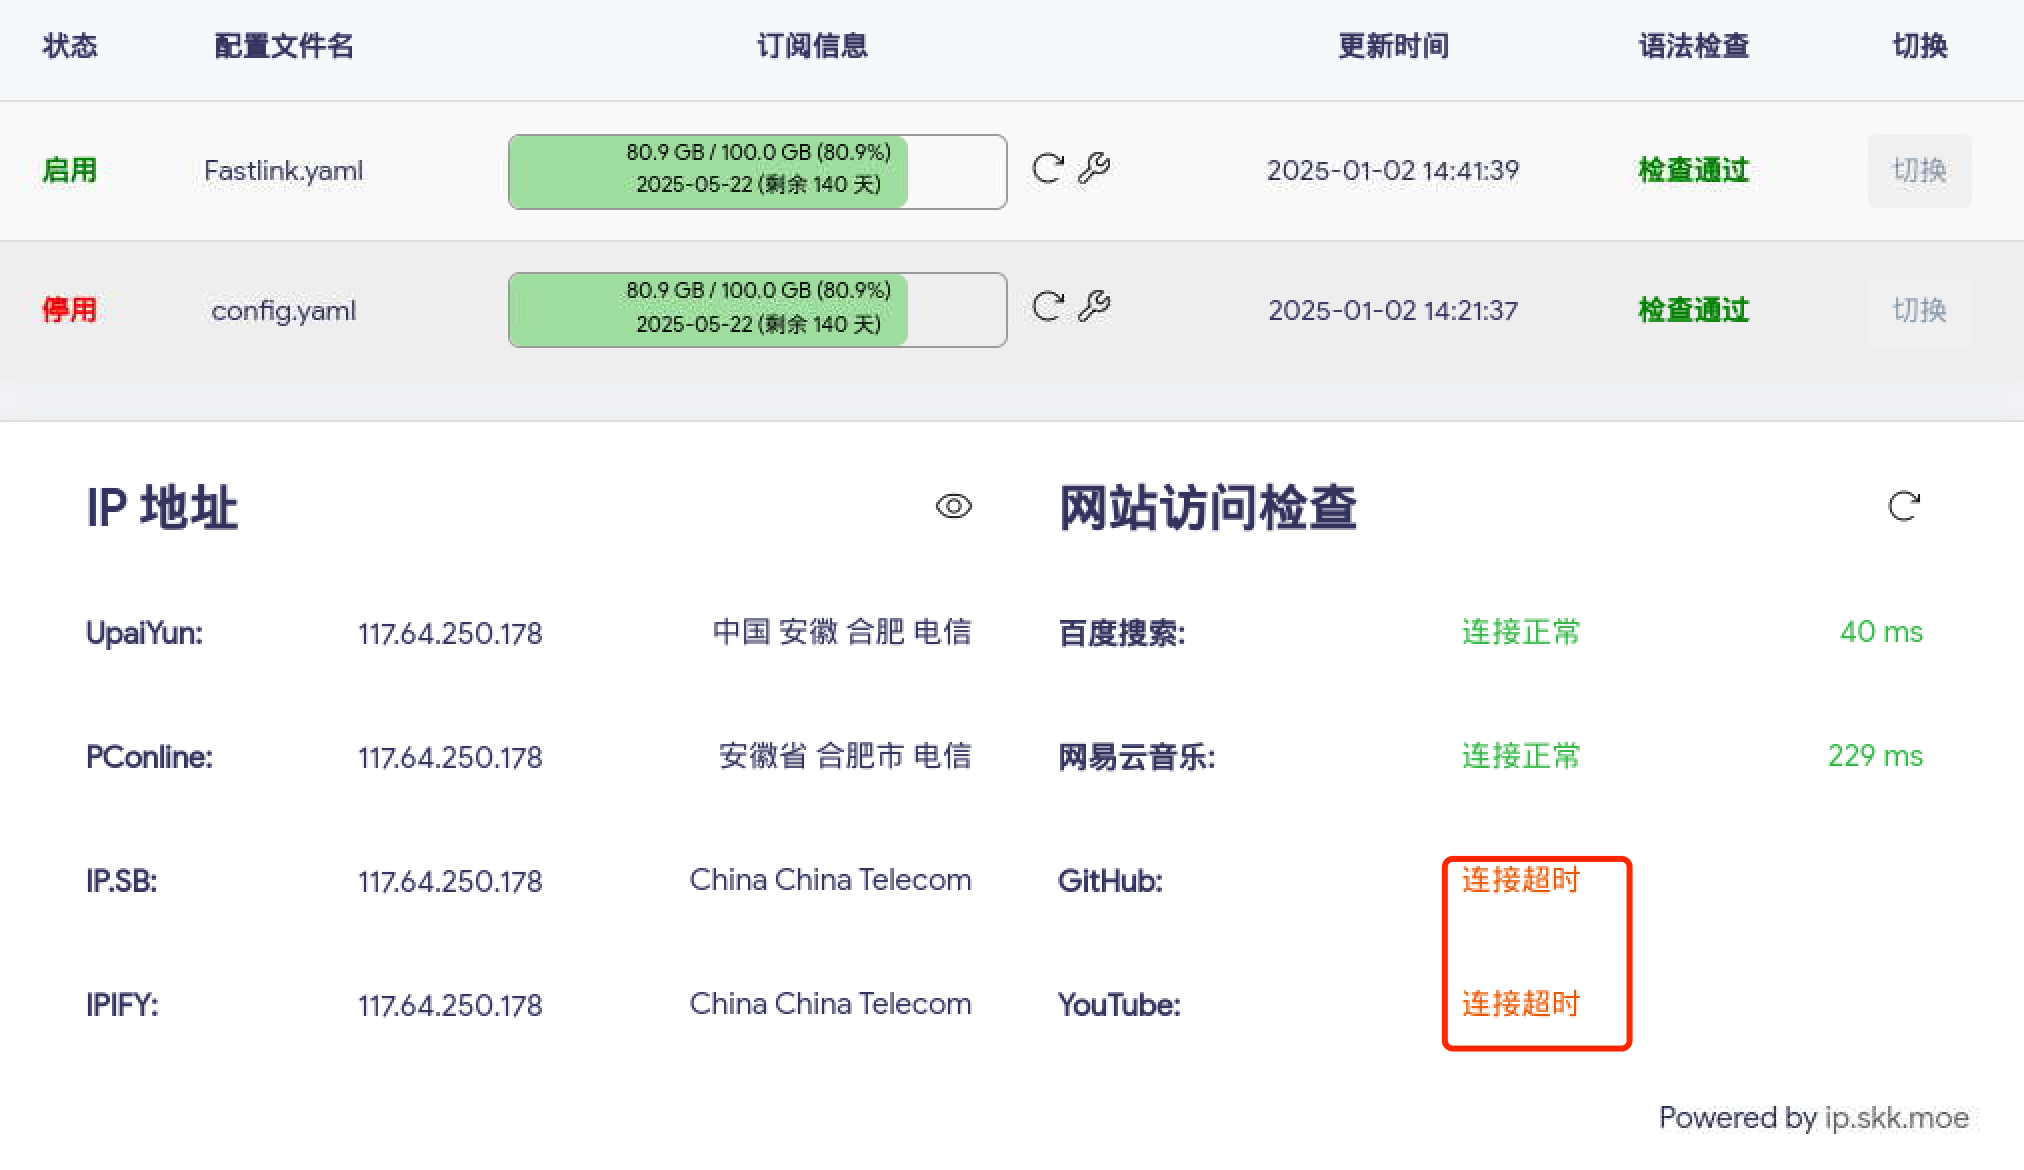 状态 配置文件名 订阅信息 更新时间 语法检查 切换
启用 Fastlink.yaml 80.9 GB / 100.0 GB (80.9%) 2025-01-02 14:41:39 检查通过 切换
2025-05-22 (剩余 140 天)
停用 config.yaml 80.9 GB / 100.0 GB (80.9%) 2025-01-02 14:21:37 检查通过 切换
2025-05-22 (剩余 140 天)
IP 地址
UpaiYun: 117.64.250.178 中国 安徽 合肥 电信
PConline: 117.64.250.178 安徽省 合肥市 电信
IP.SB: 117.64.250.178 China China Telecom
IPIFY: 117.64.250.178 China China Telecom
网站访问检查
百度搜索: 连接正常 40 ms
网易云音乐: 连接正常 229 ms
GitHub: 连接超时
YouTube: 连接超时
Powered by ip.skk.moe